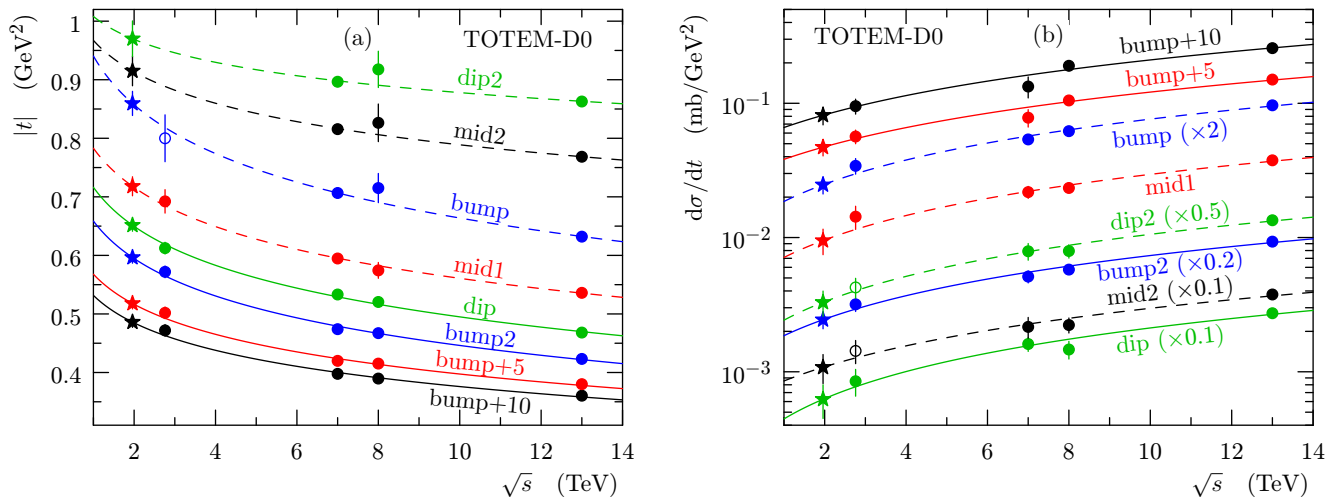 (a)
TOTEM-D0
|t| (GeV²)
1
0.9
0.8
0.7
0.6
0.5
0.4
dip2
mid2
bump
mid1
dip
bump2
bump+5
bump+10
2 4 6 8 10 12 14
√s (TeV)
TOTEM-D0
(b)
dσ/dt (mb/GeV²)
10⁻¹
10⁻²
10⁻³
bump+10
bump+5
bump (×2)
mid1
dip2 (×0.5)
bump2 (×0.2)
mid2 (×0.1)
dip (×0.1)
2 4 6 8 10 12 14
√s (TeV)